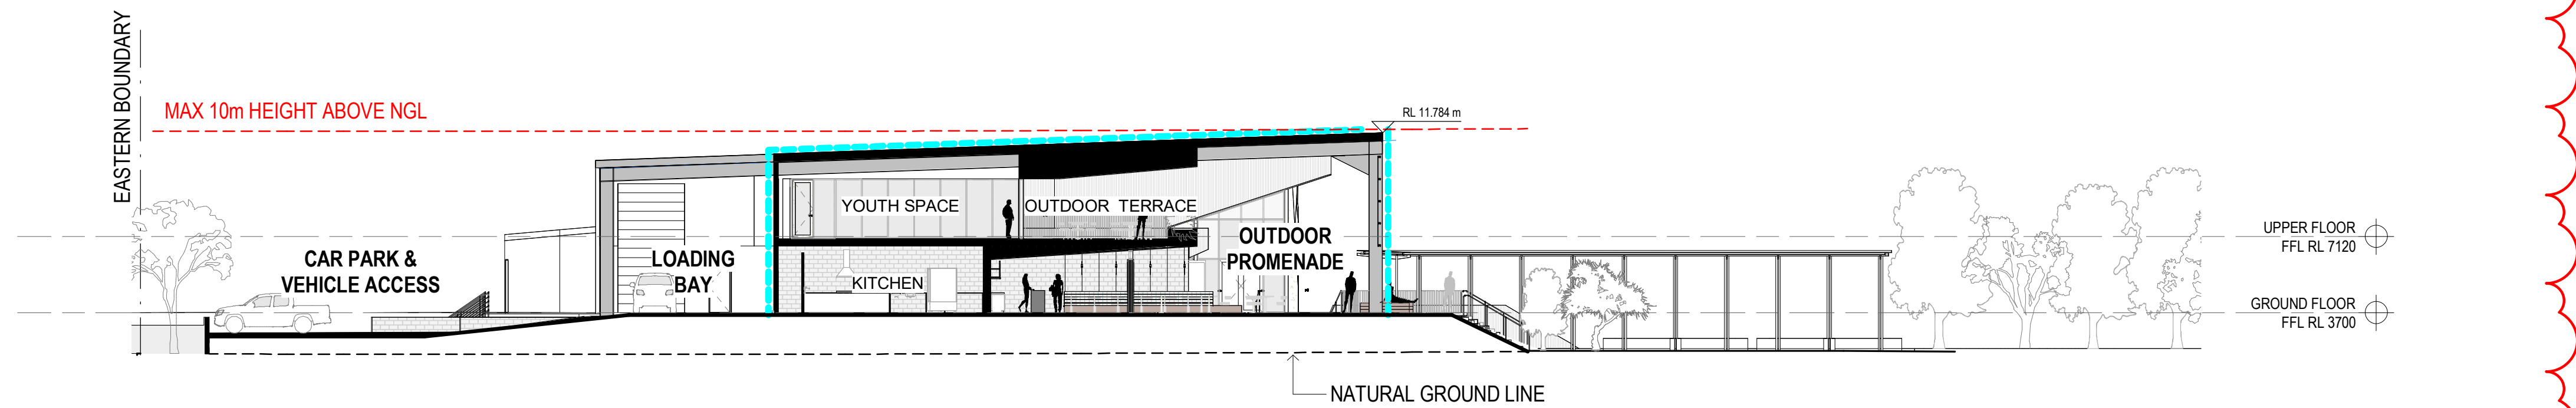 EASTERN BOUNDARY
MAX 10m HEIGHT ABOVE NGL
RL 11.784 m
YOUTH SPACE
OUTDOOR TERRACE
UPPER FLOOR
FFL RL 7120
CAR PARK &
VEHICLE ACCESS
LOADING
BAY
OUTDOOR
PROMENADE
KITCHEN
GROUND FLOOR
FFL RL 3700
NATURAL GROUND LINE